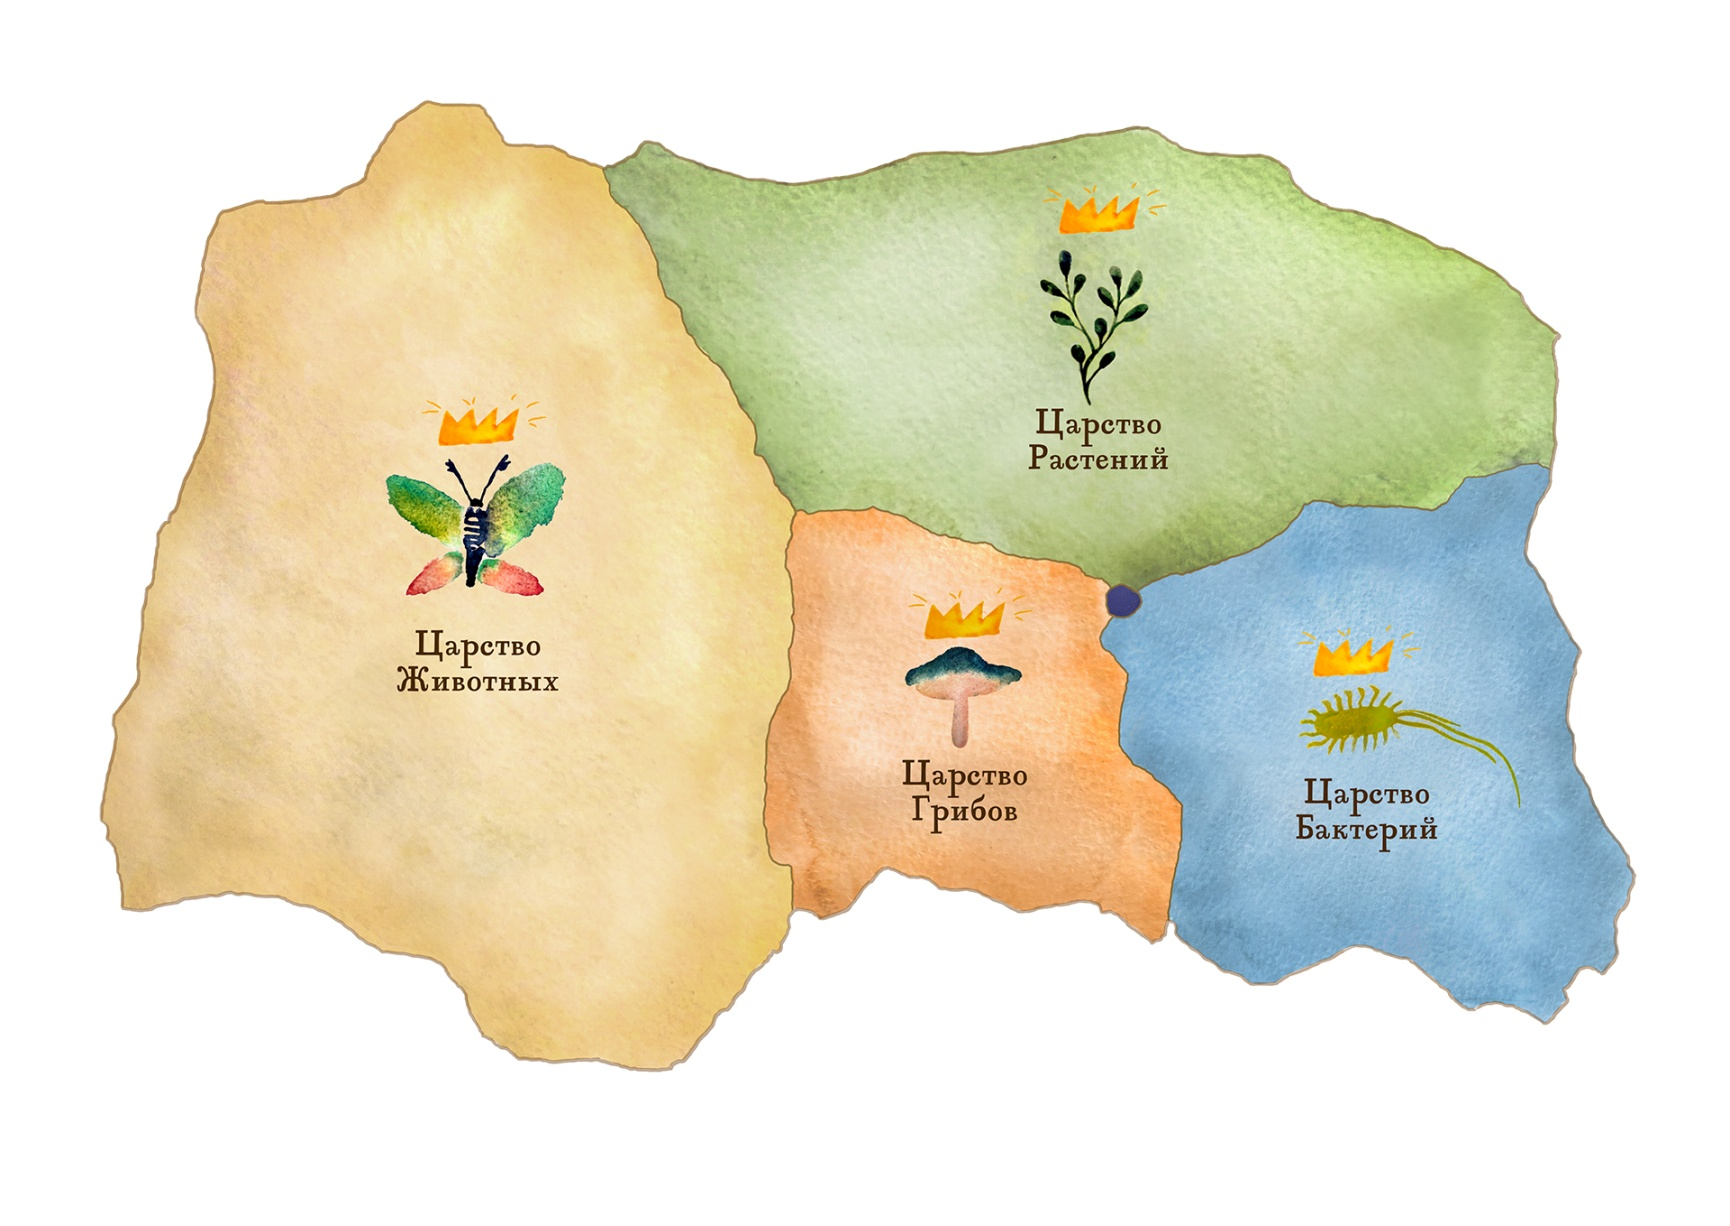 Царство
Растений
Царство
Животных
Царство
Грибов
Царство
Бактерий